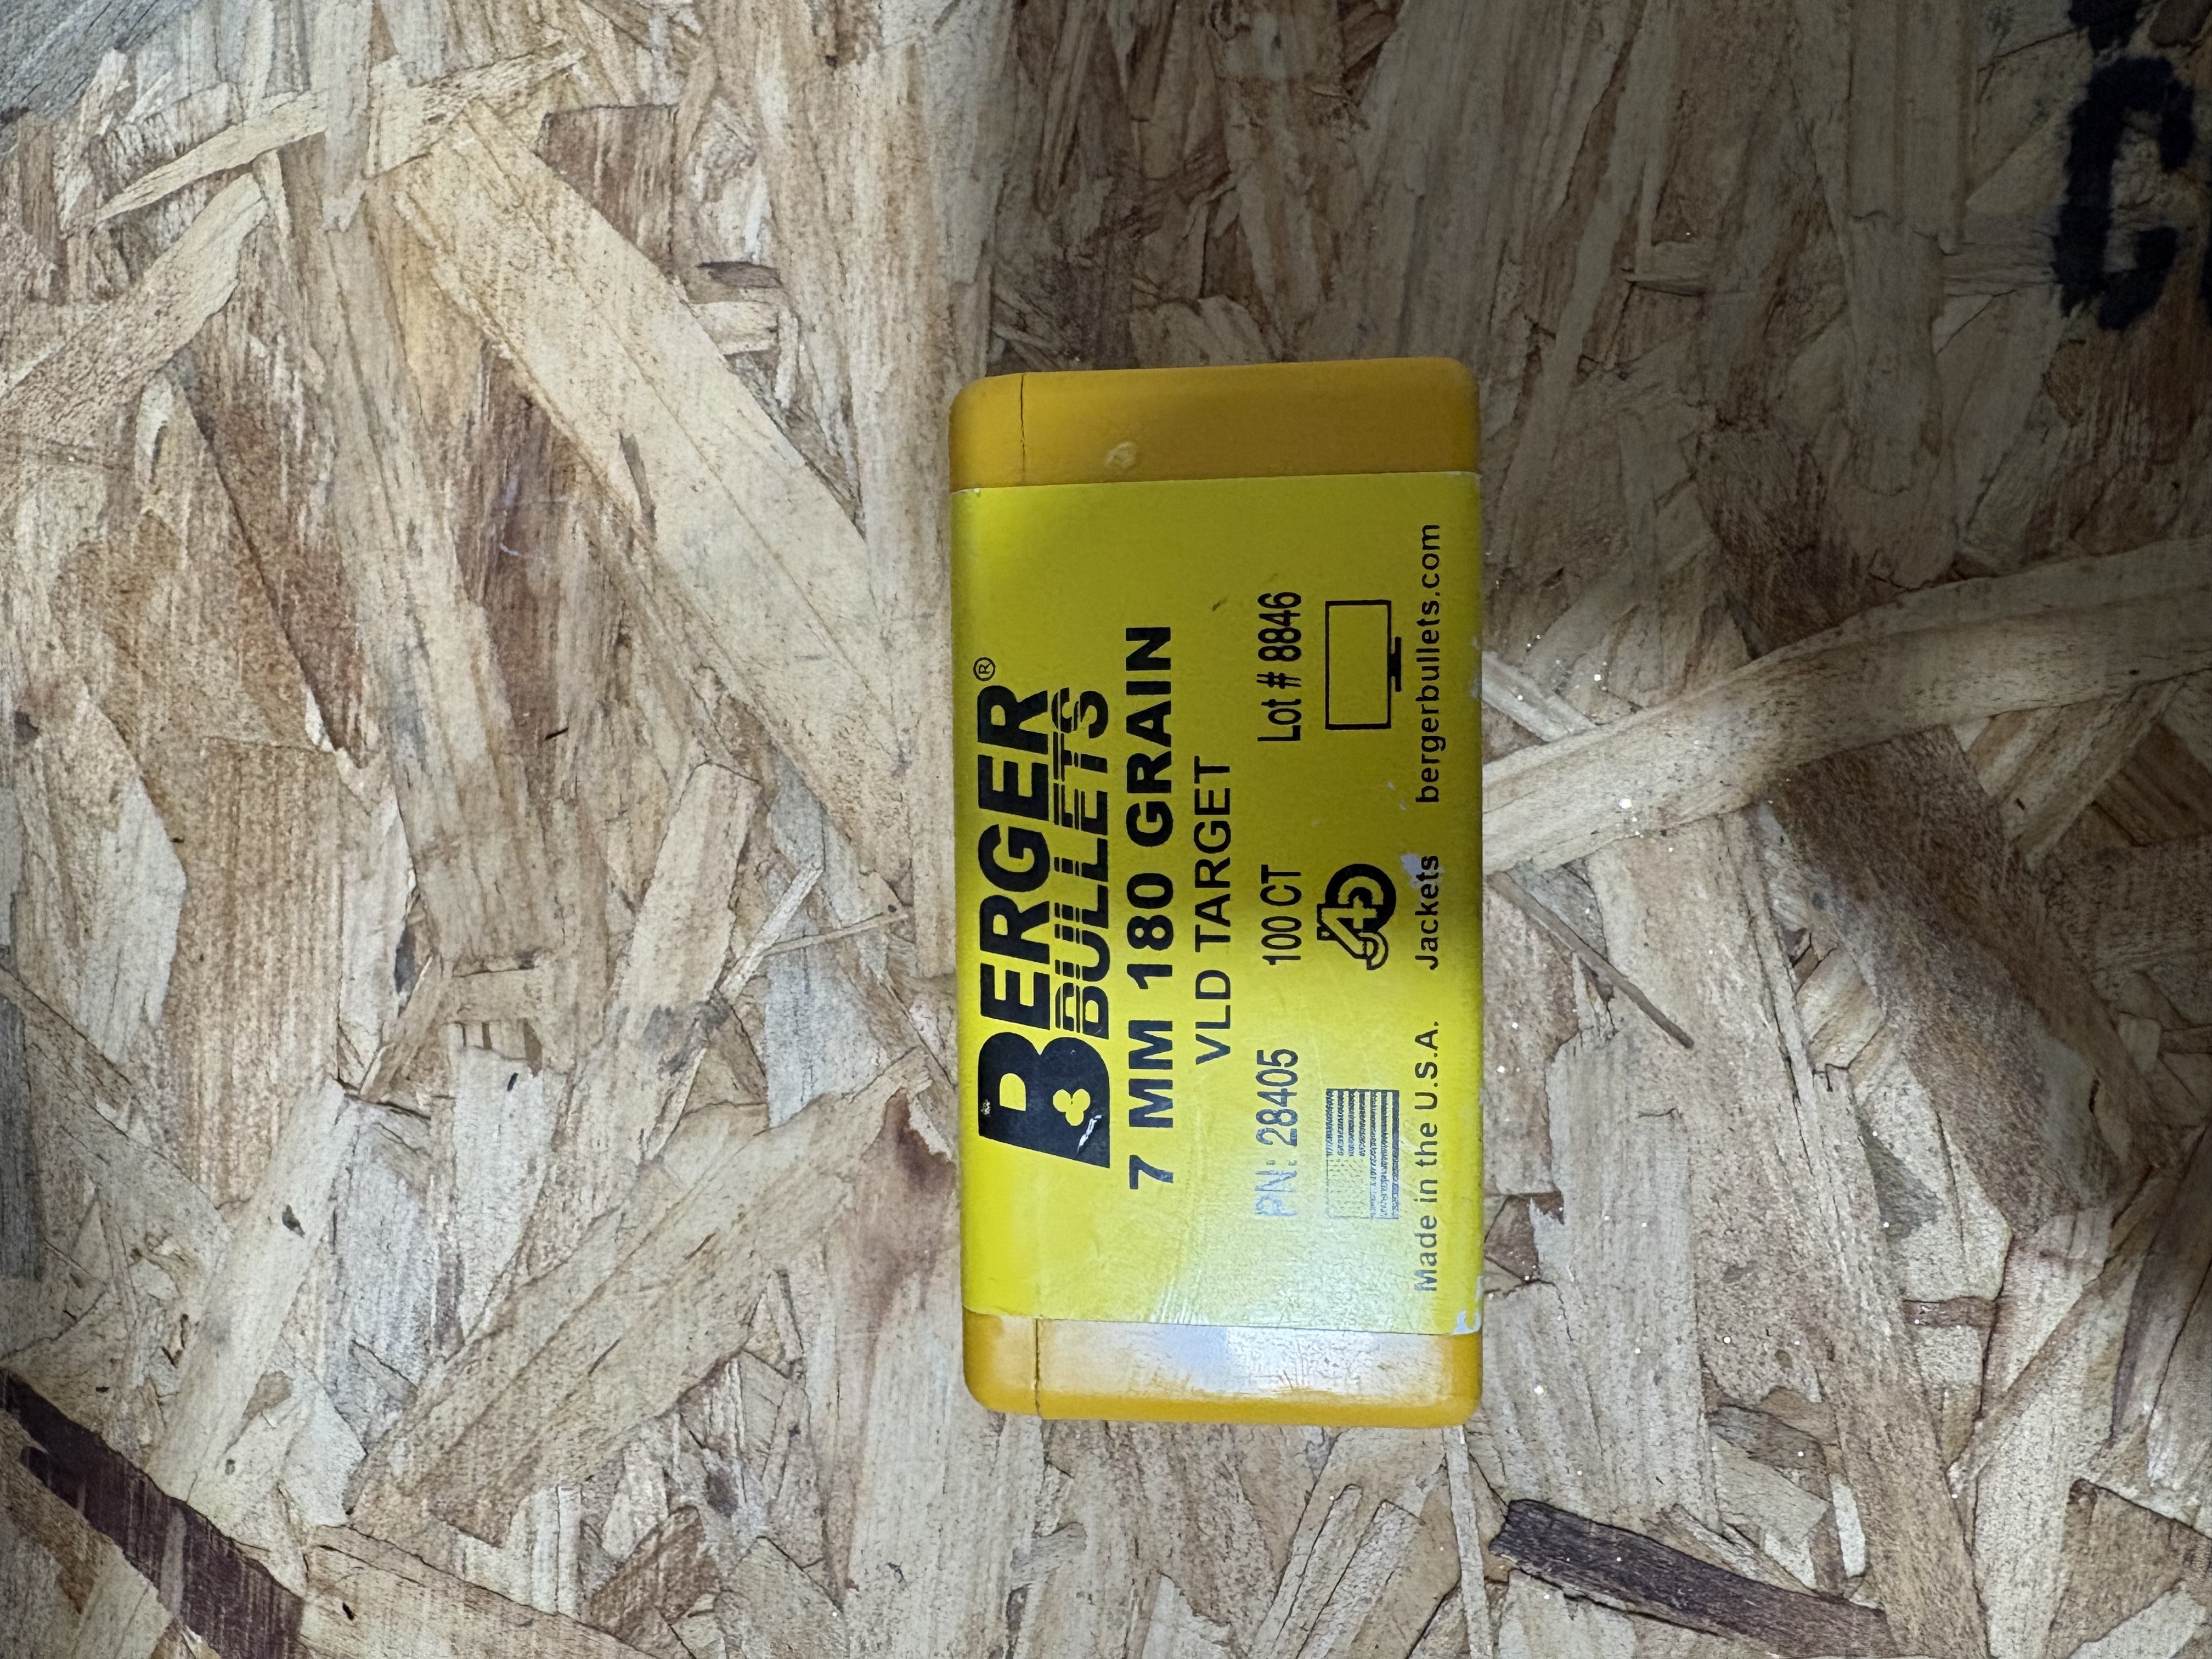 BERGER®
BULLETS
7 MM 180 GRAIN
VLD TARGET
PN: 28405 100 CT Lot # 8846
J4
Made in the U.S.A. Jackets bergerbullets.com
C